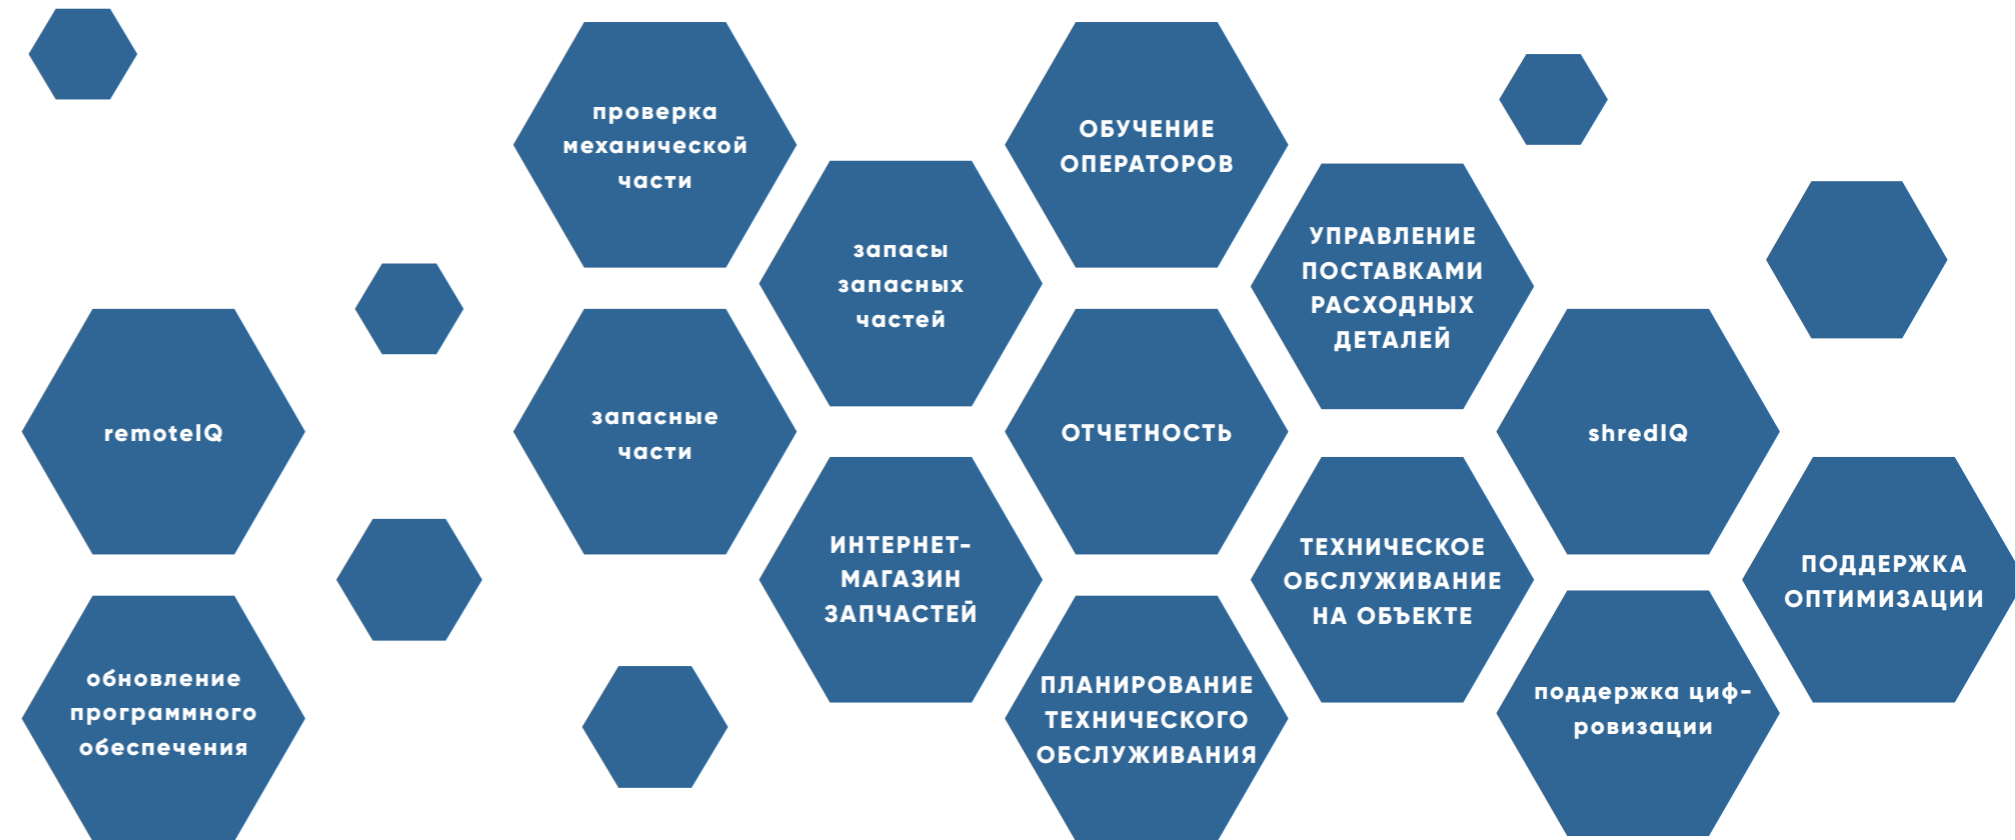 проверка
механической
части
ОБУЧЕНИЕ
ОПЕРАТОРОВ
запасы
запасных
частей
УПРАВЛЕНИЕ
ПОСТАВКАМИ
РАСХОДНЫХ
ДЕТАЛЕЙ
remoteIQ
запасные
части
ОТЧЕТНОСТЬ
shredIQ
ИНТЕРНЕТ-
МАГАЗИН
ЗАПЧАСТЕЙ
ТЕХНИЧЕСКОЕ
ОБСЛУЖИВАНИЕ
НА ОБЪЕКТЕ
ПОДДЕРЖКА
ОПТИМИЗАЦИИ
обновление
программного
обеспечения
ПЛАНИРОВАНИЕ
ТЕХНИЧЕСКОГО
ОБСЛУЖИВАНИЯ
поддержка циф-
ровизации